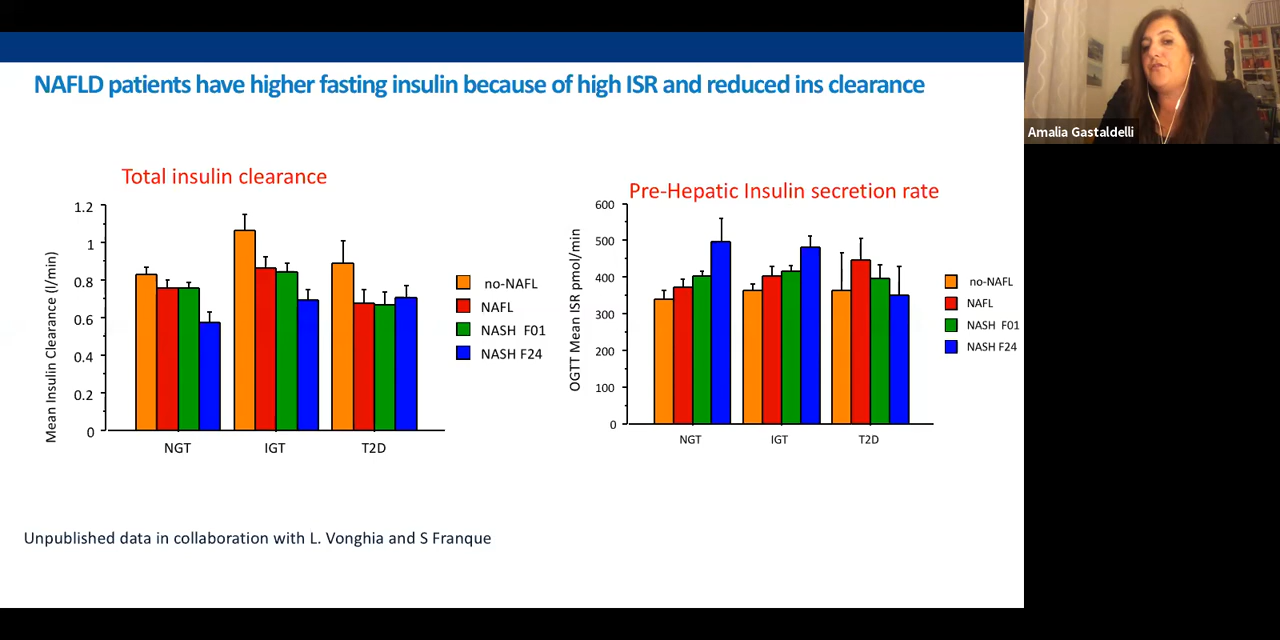 NAFLD patients have higher fasting insulin because of high ISR and reduced ins clearance
Amalia Gastaldelli
Total insulin clearance
Mean Insulin Clearance (l/min)
1.2
1
0.8
0.6
0.4
0.2
0
NGT
IGT
T2D
no-NAFL
NAFL
NASH F01
NASH F24
Pre-Hepatic Insulin secretion rate
OGTT Mean ISR pmol/min
600
500
400
300
200
100
0
NGT
IGT
T2D
no-NAFL
NAFL
NASH F01
NASH F24
Unpublished data in collaboration with L. Vonghia and S Franque